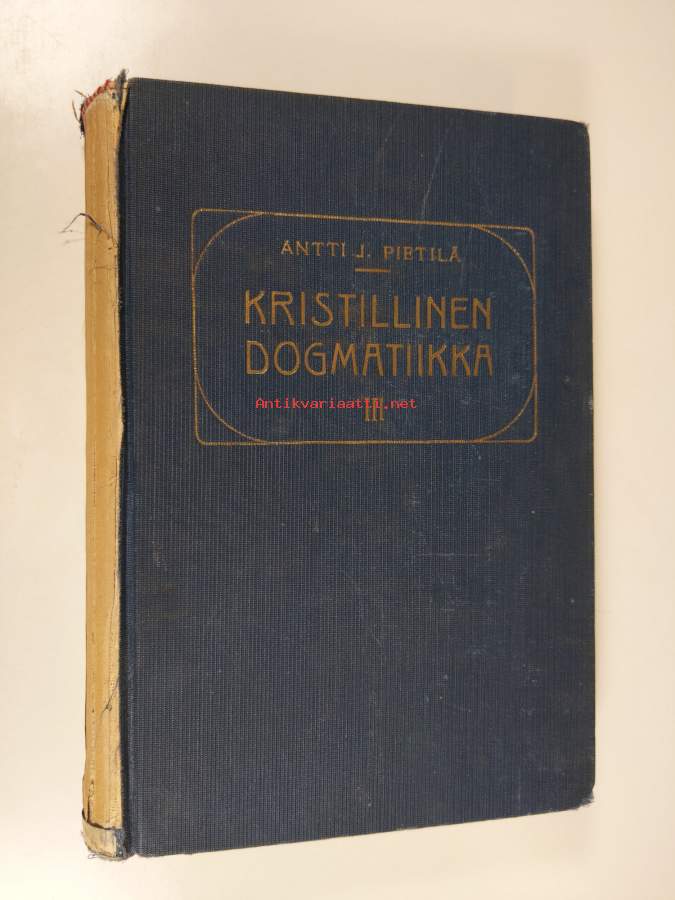 ANTTI J. PIETILÄ
KRISTILLINEN
DOGMATIIKKA
III
Antikvariaatti.net